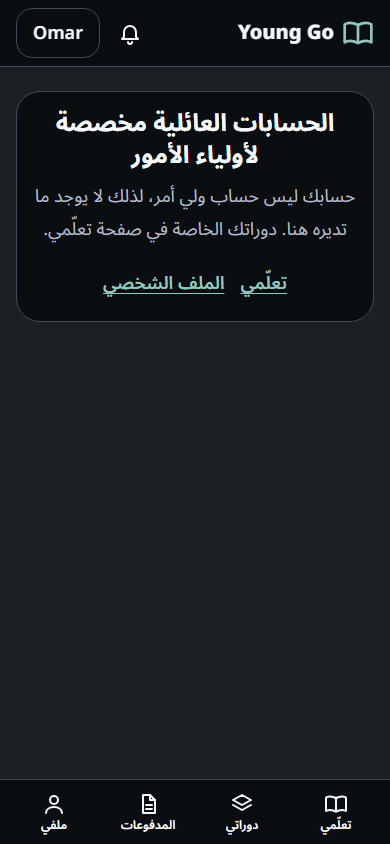 Young Go
Omar
الحسابات العائلية مخصصة
لأولياء الأمور
حسابك ليس حساب ولي أمر، لذلك لا يوجد ما
تديره هنا. دوراتك الخاصة في صفحة تعلّمي.
تعلّمي الملف الشخصي
تعلّمي
دوراتي
المدفوعات
ملفي